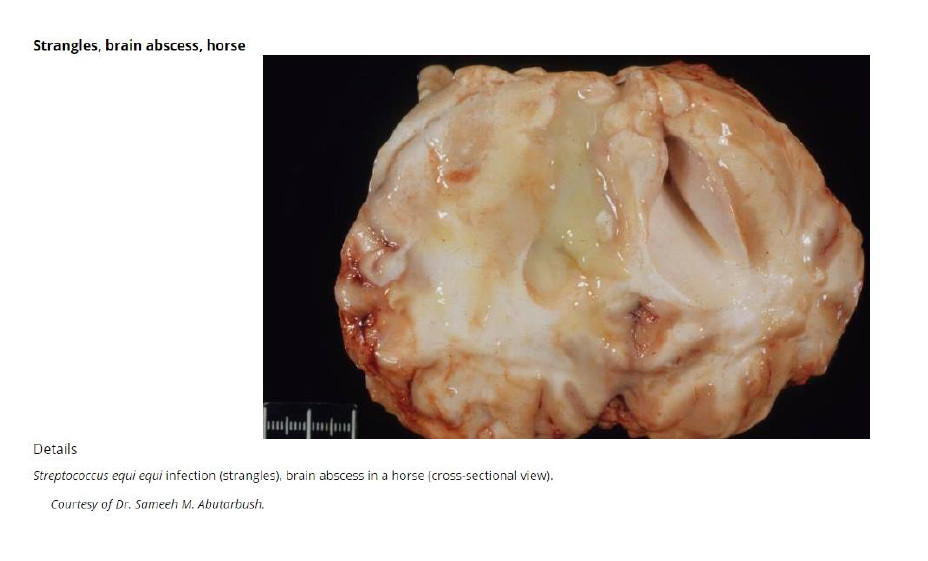 Strangles, brain abscess, horse
Details
Streptococcus equi equi infection (strangles), brain abscess in a horse (cross-sectional view).
Courtesy of Dr. Sameeh M. Abutarbush.